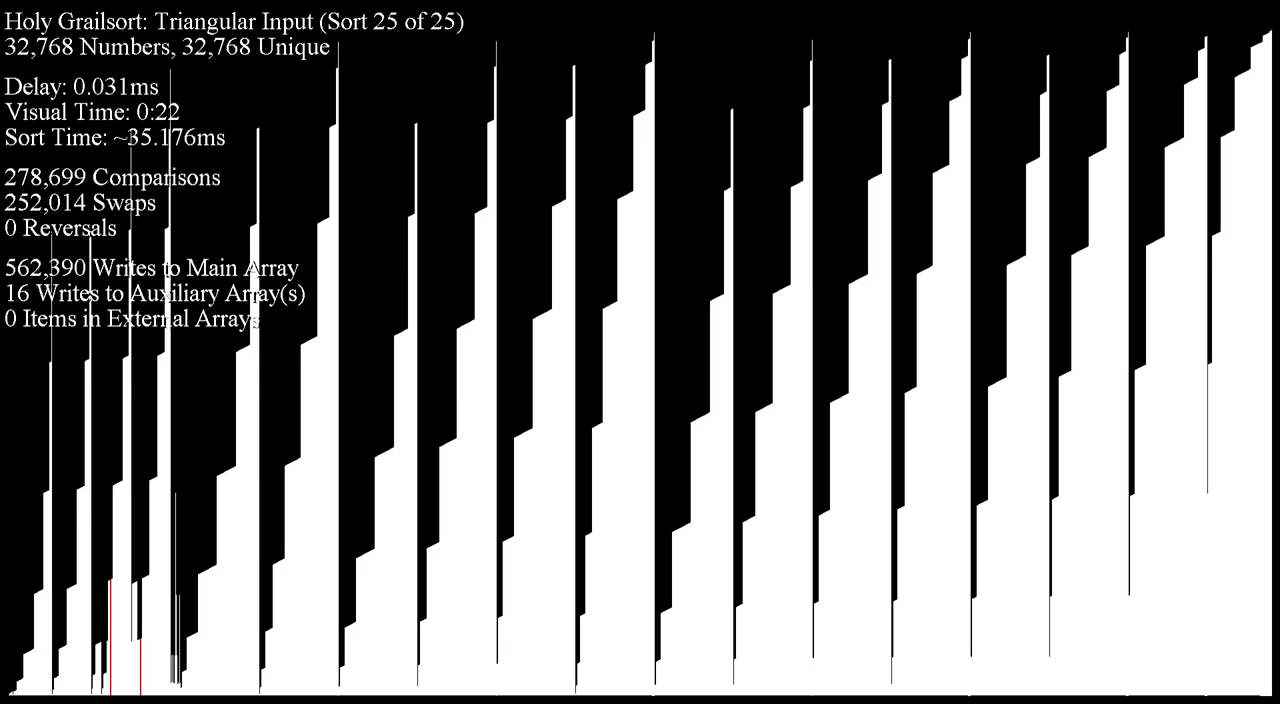 Holy Grailsort: Triangular Input (Sort 25 of 25)
32,768 Numbers, 32,768 Unique
Delay: 0.031ms
Visual Time: 0:22
Sort Time: ~35.176ms
278,699 Comparisons
252,014 Swaps
0 Reversals
562,390 Writes to Main Array
16 Writes to Auxiliary Array(s)
0 Items in External Arrays